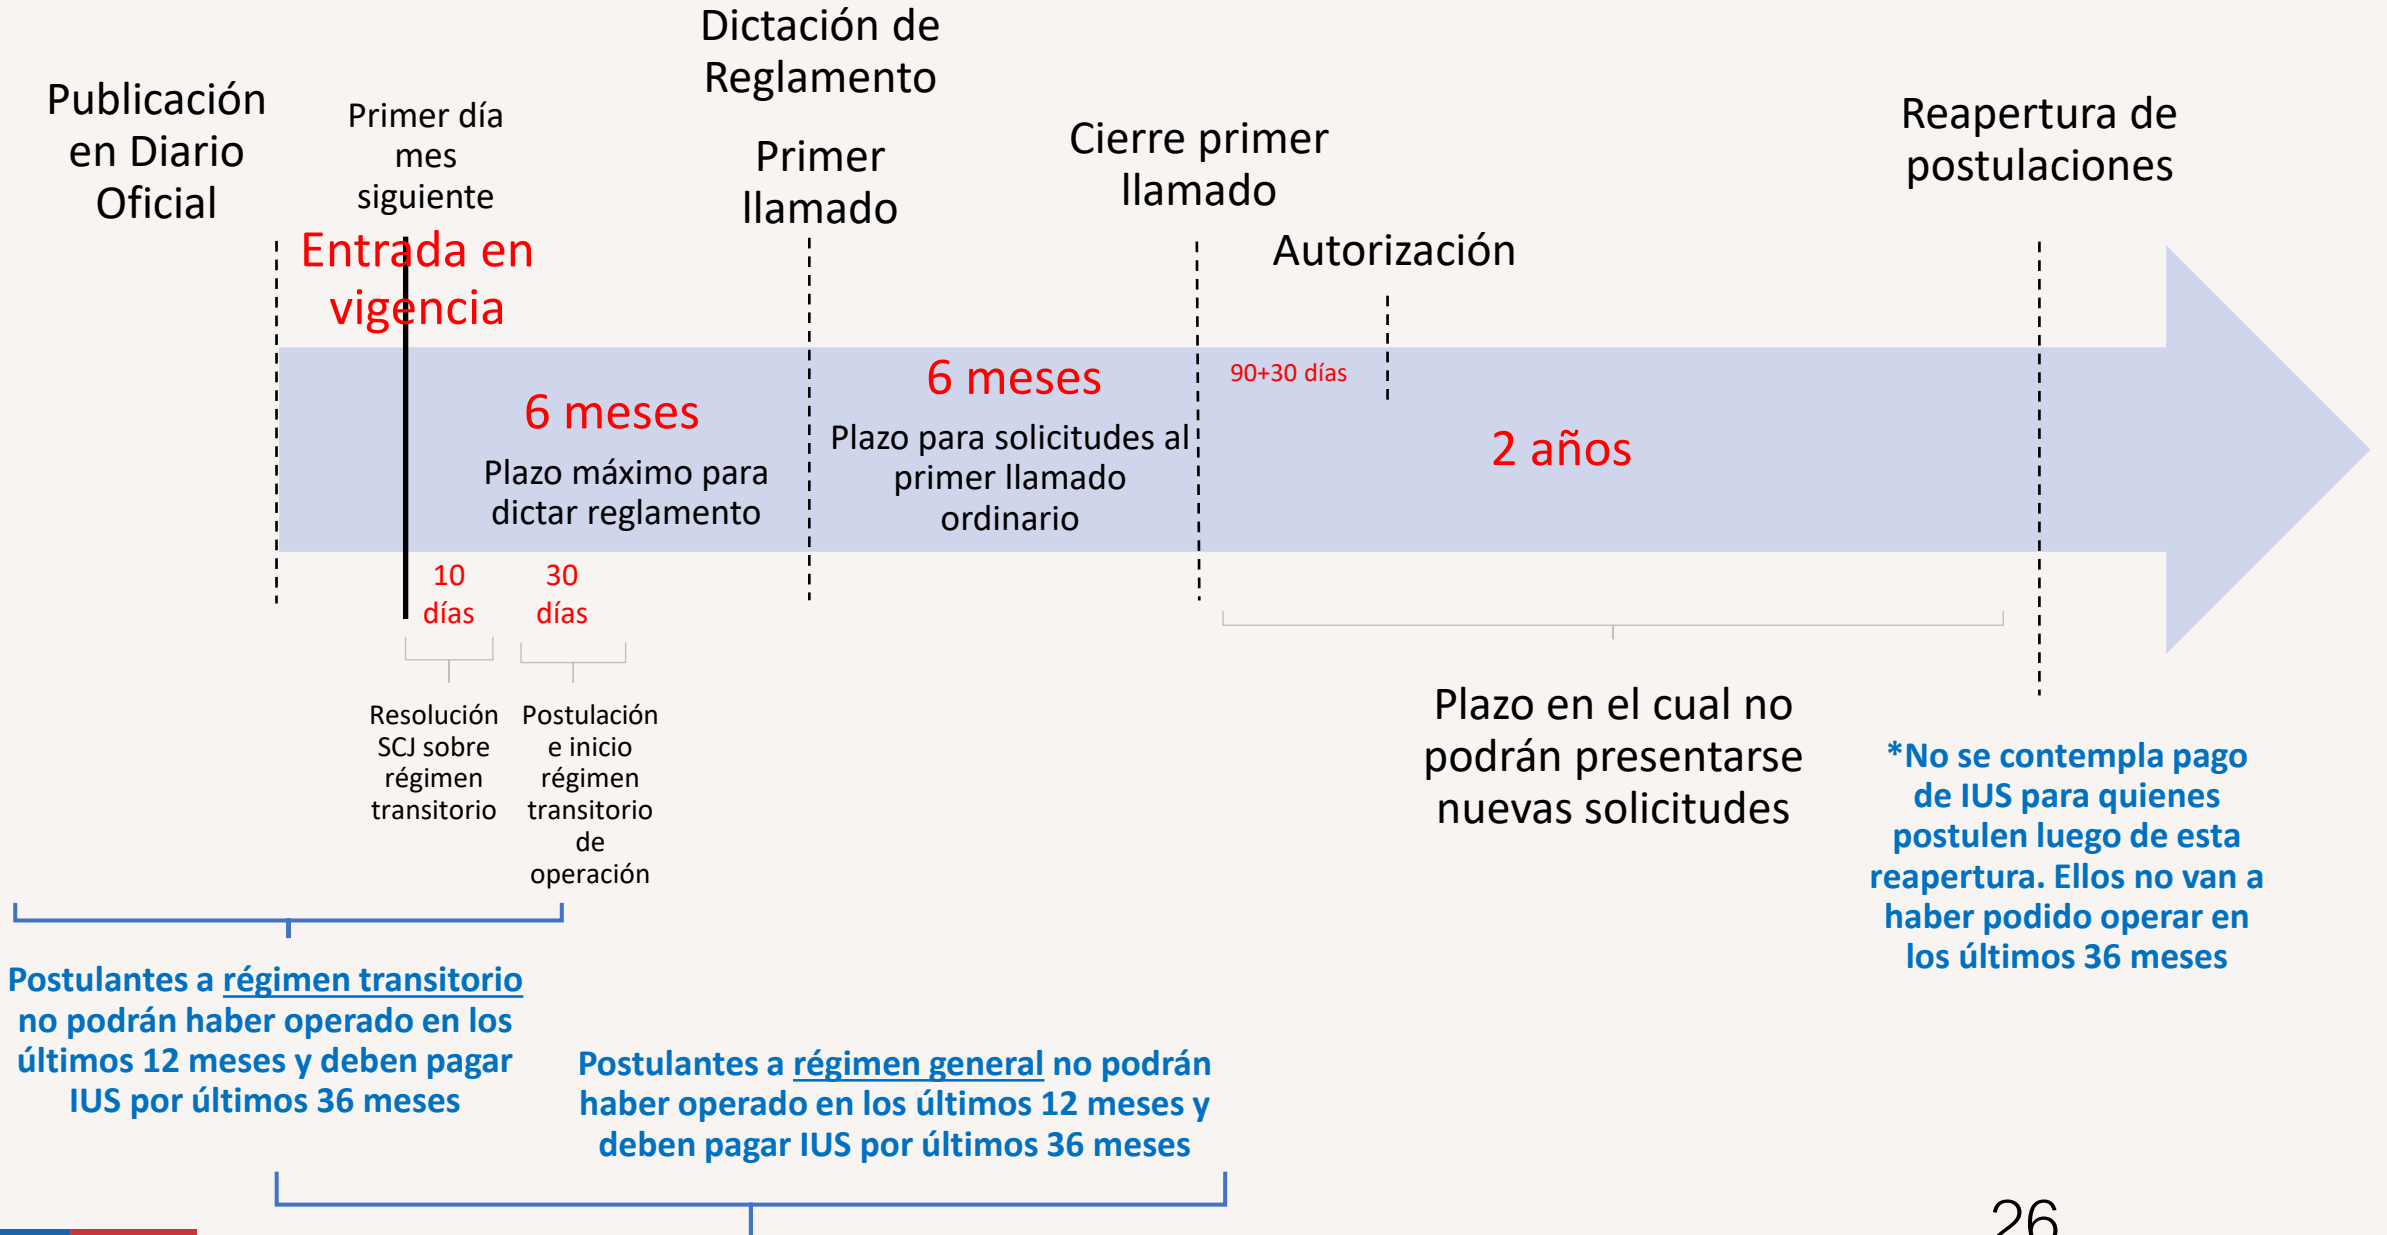 Publicación
en Diario
Oficial
Primer día
mes
siguiente
Entrada en
vigencia
Dictación de
Reglamento
Primer
llamado
Cierre primer
llamado
Autorización
Reapertura de
postulaciones
6 meses
Plazo máximo para
dictar reglamento
6 meses
Plazo para solicitudes al
primer llamado
ordinario
90+30 días
2 años
10
días
30
días
Resolución
SCJ sobre
régimen
transitorio
Postulación
e inicio
régimen
transitorio
de
operación
Plazo en el cual no
podrán presentarse
nuevas solicitudes
*No se contempla pago
de IUS para quienes
postulen luego de esta
reapertura. Ellos no van a
haber podido operar en
los últimos 36 meses
Postulantes a régimen transitorio
no podrán haber operado en los
últimos 12 meses y deben pagar
IUS por últimos 36 meses
Postulantes a régimen general no podrán
haber operado en los últimos 12 meses y
deben pagar IUS por últimos 36 meses
26